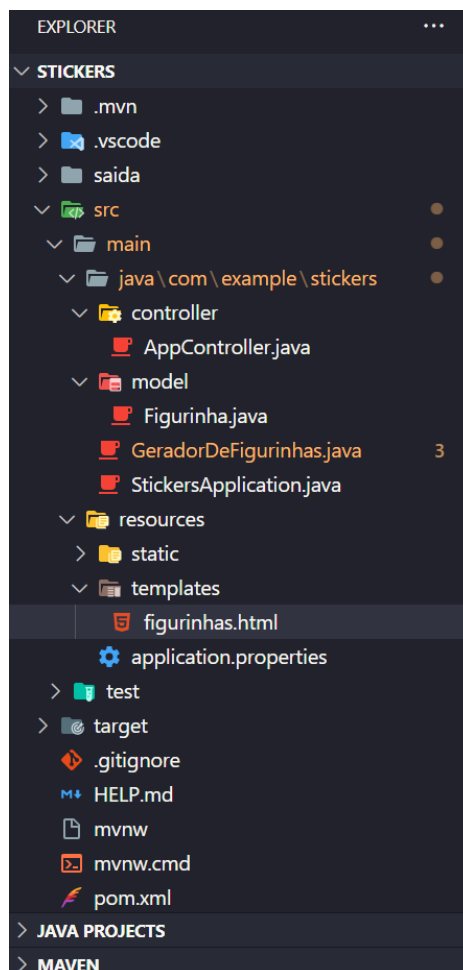 EXPLORER ...
STICKERS
.mvn
.vscode
saida
src
main
java\com\example\stickers
controller
AppController.java
model
Figurinha.java
GeradorDeFigurinhas.java 3
StickersApplication.java
resources
static
templates
figurinhas.html
application.properties
test
target
.gitignore
HELP.md
mvnw
mvnw.cmd
pom.xml
JAVA PROJECTS
MAVEN